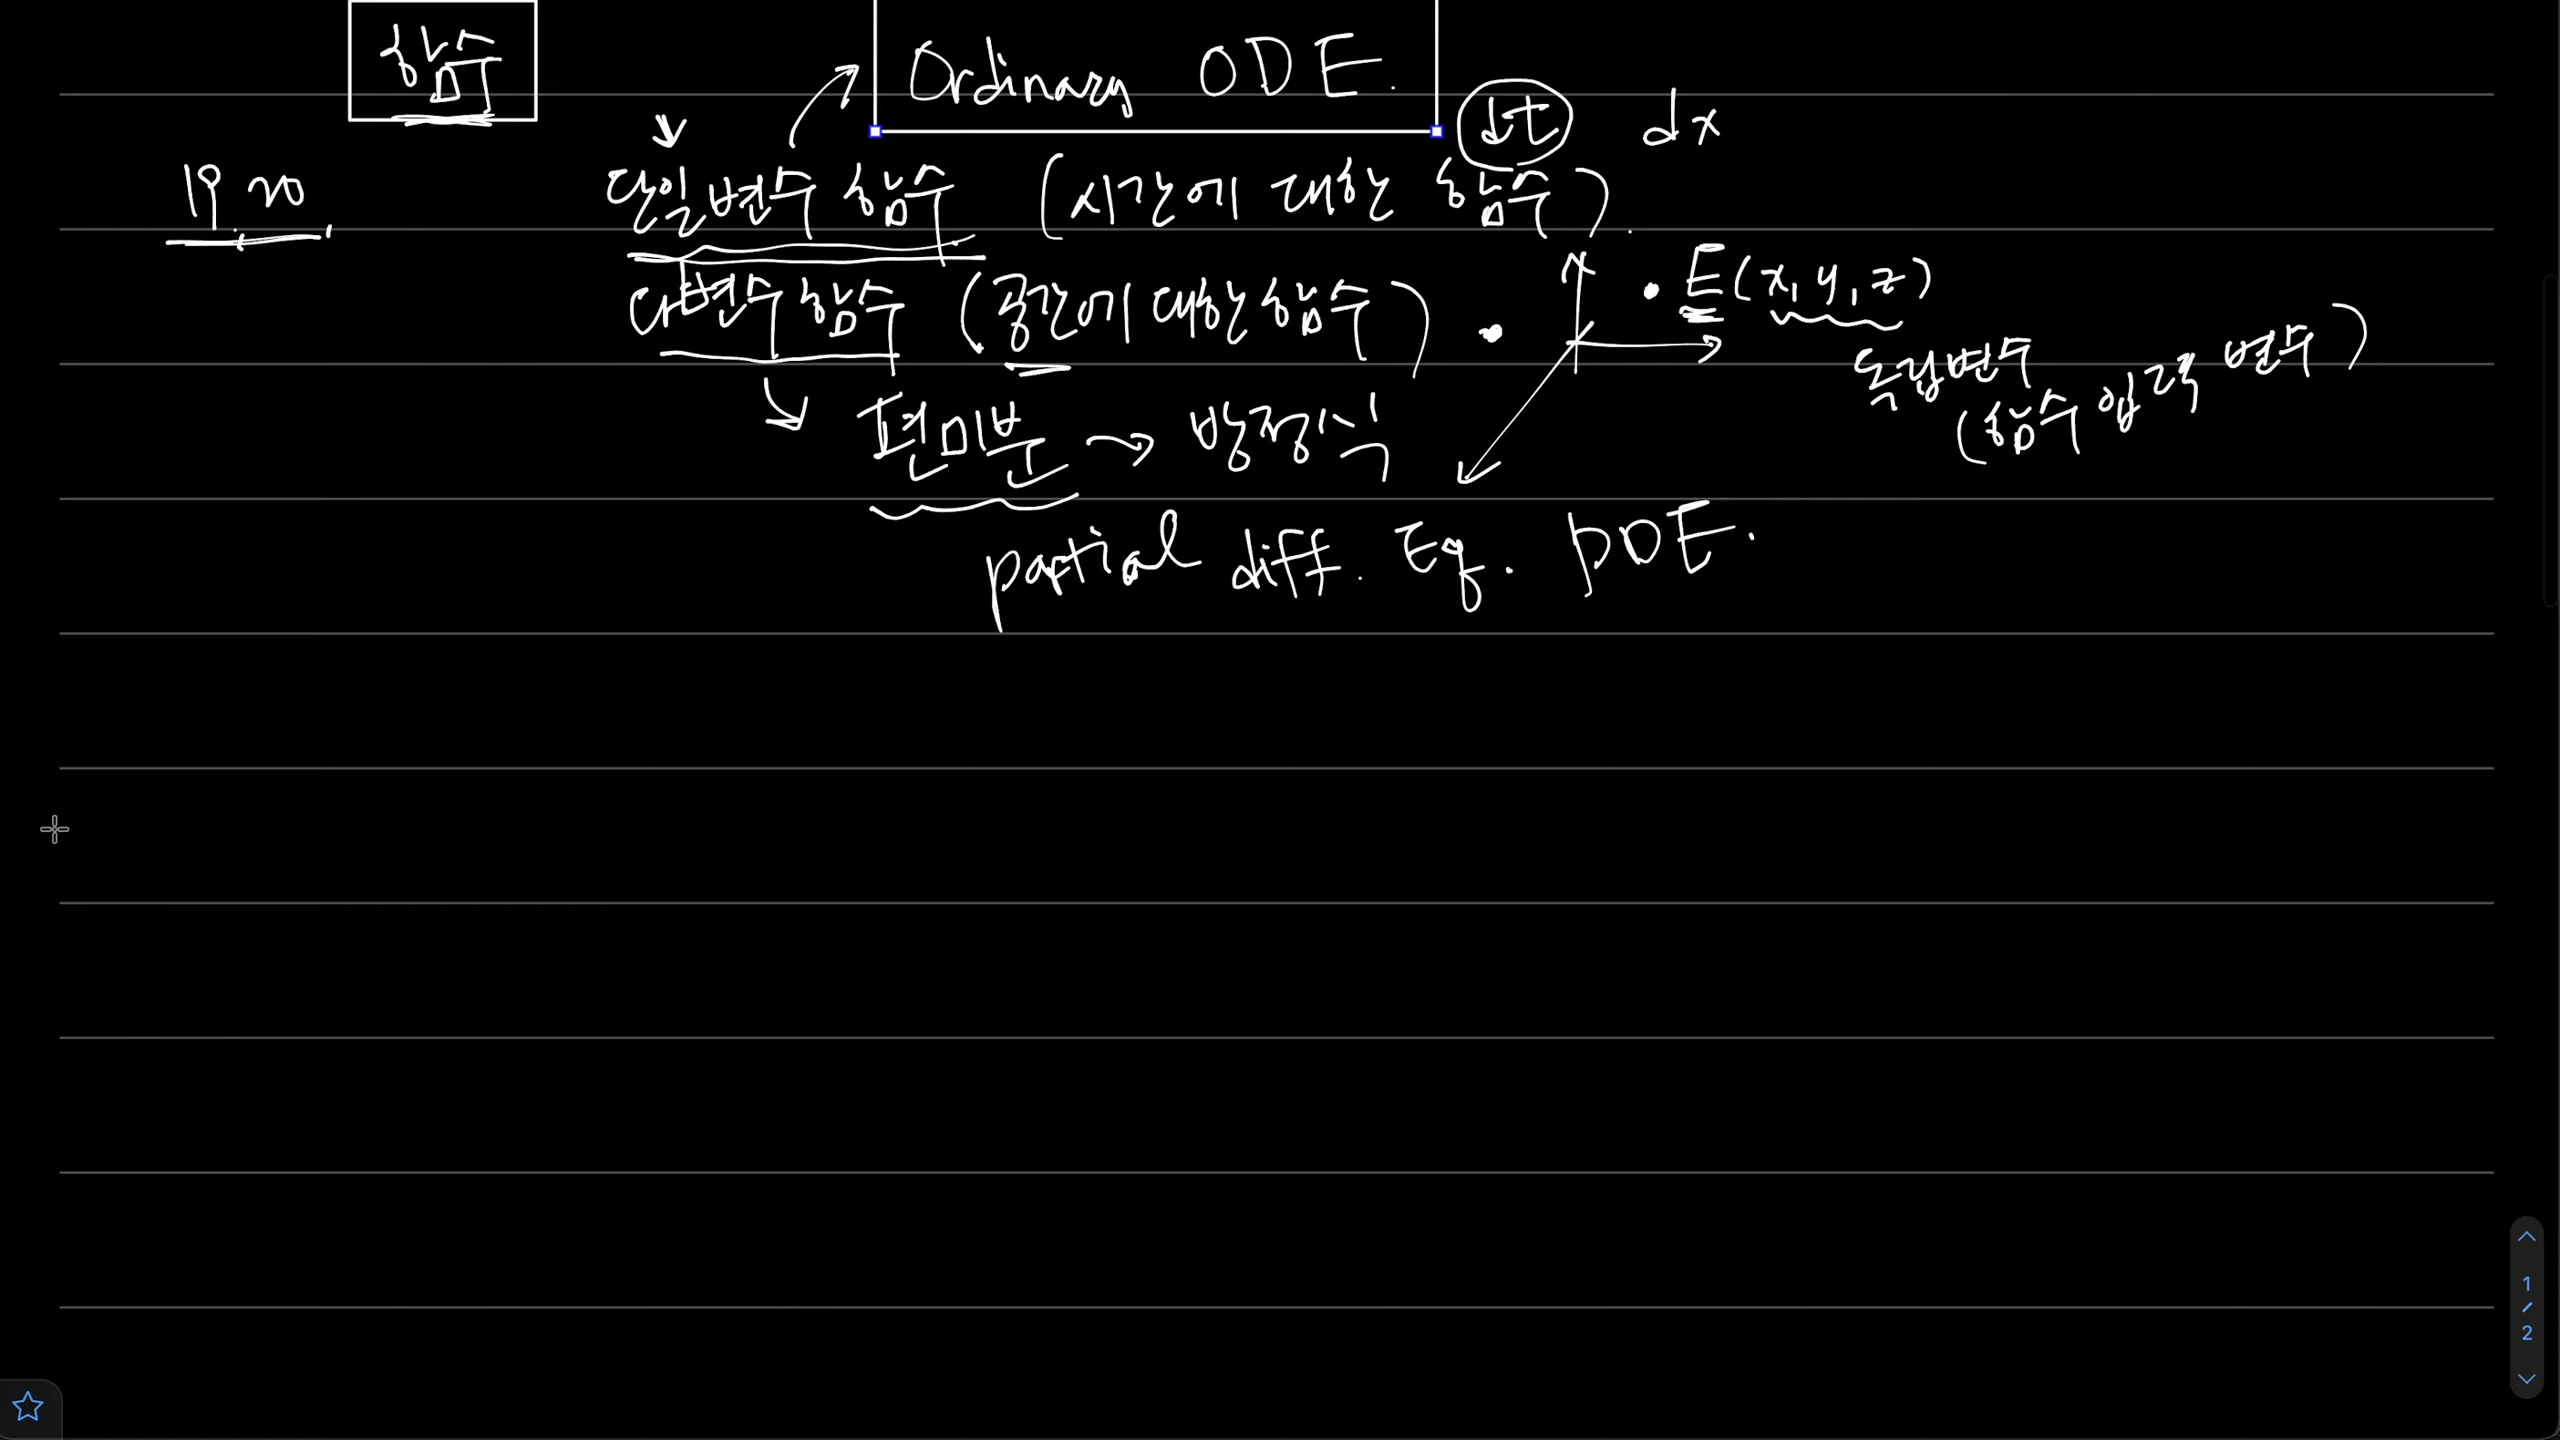 함수
Ordinary ODE.
dt dx
19, 20
단일변수 함수 (시간에 대한 함수).
E(x, y, z)
다변수 함수 (공간에 대한 함수)
독립변수
(함수 입력 변수)
편미분 → 방정식
partial diff. Eq. PDE.
1
/
2